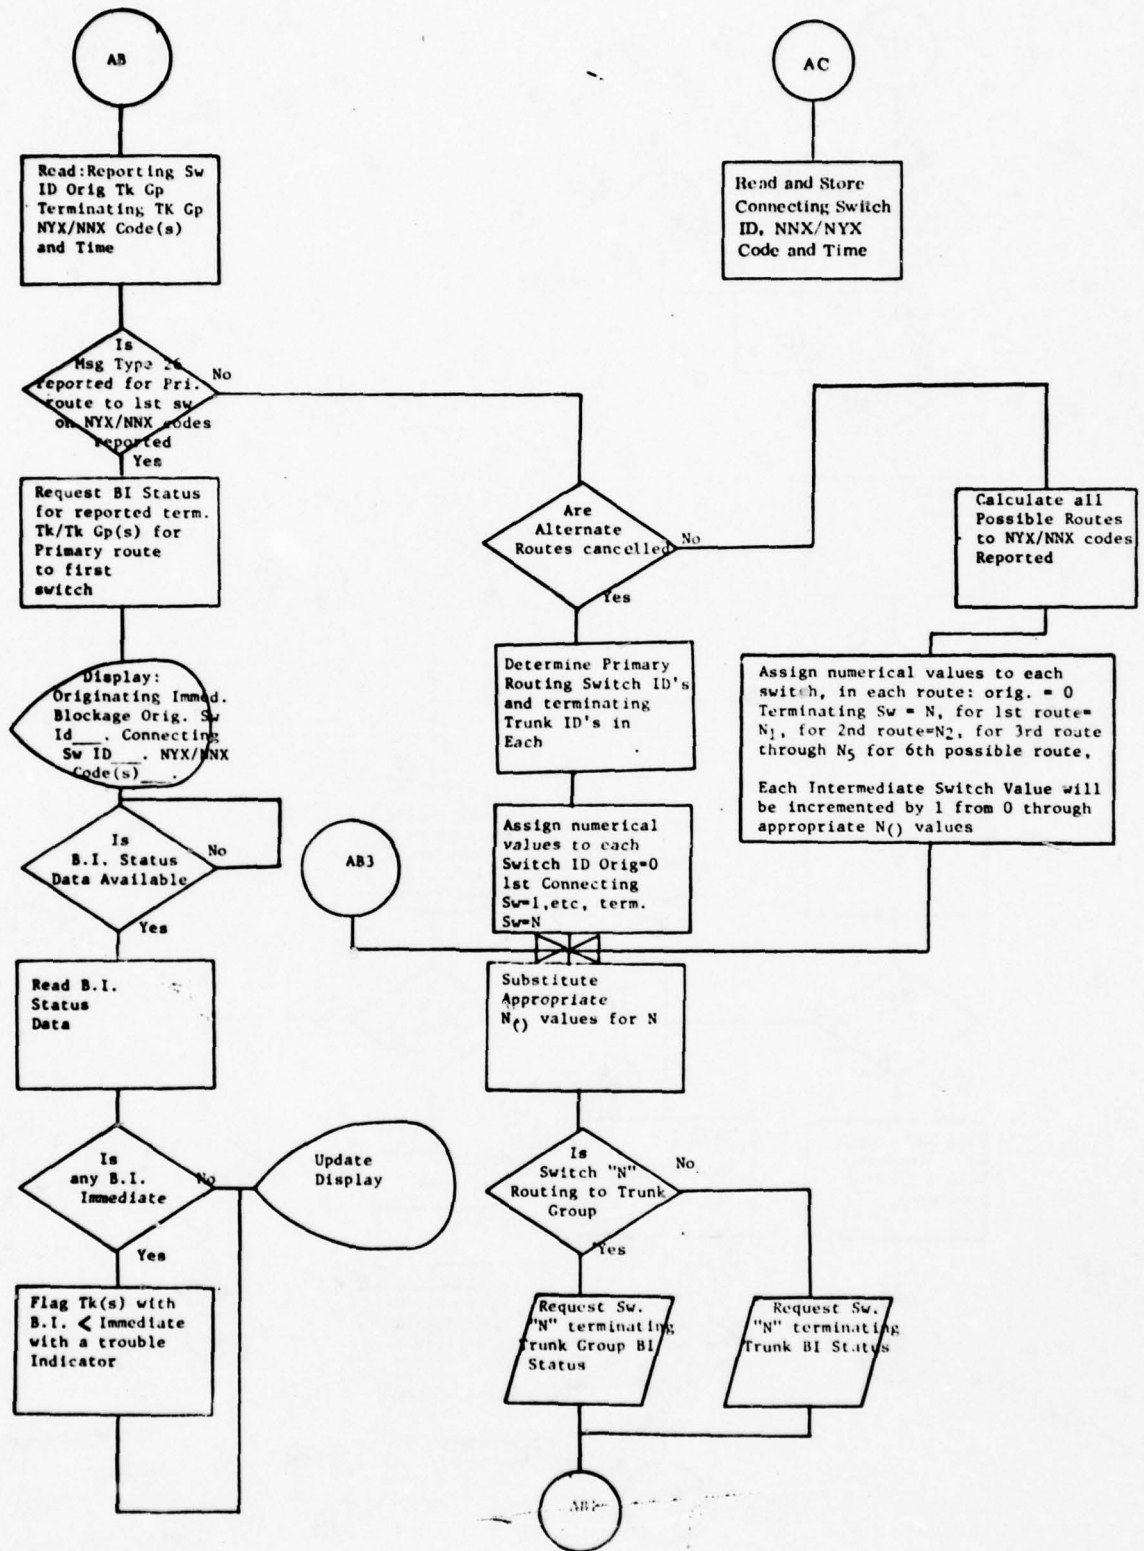 AB
Read:Reporting Sw
ID Orig Tk Gp
Terminating TK Gp
NYX/NNX Code(s)
and Time
Is
Msg Type 26
reported for Pri.
route to 1st sw
on NYX/NNX codes
reported
No
Yes
Request BI Status
for reported term.
Tk/Tk Gp(s) for
Primary route
to first
switch
Display:
Originating Immed.
Blockage Orig. Sw
Id___. Connecting
Sw ID___. NYX/NNX
Code(s)___.
Is
B.I. Status
Data Available
No
Yes
Read B.I.
Status
Data
Is
any B.I.
Immediate
No
Yes
Update
Display
Flag Tk(s) with
B.I. < Immediate
with a trouble
Indicator
AC
Read and Store
Connecting Switch
ID, NNX/NYX
Code and Time
Are
Alternate
Routes cancelled
No
Yes
Calculate all
Possible Routes
to NYX/NNX codes
Reported
Determine Primary
Routing Switch ID's
and terminating
Trunk ID's in
Each
Assign numerical values to each
switch, in each route: orig. = 0
Terminating Sw = N, for 1st route=
N1, for 2nd route=N2, for 3rd route
through N5 for 6th possible route,
Each Intermediate Switch Value will
be incremented by 1 from 0 through
appropriate N() values
Assign numerical
values to each
Switch ID Orig=0
1st Connecting
Sw=1,etc, term.
Sw=N
AB3
Substitute
Appropriate
N() values for N
Is
Switch "N"
Routing to Trunk
Group
No
Yes
Request Sw.
"N" terminating
Trunk Group BI
Status
Request Sw.
"N" terminating
Trunk BI Status